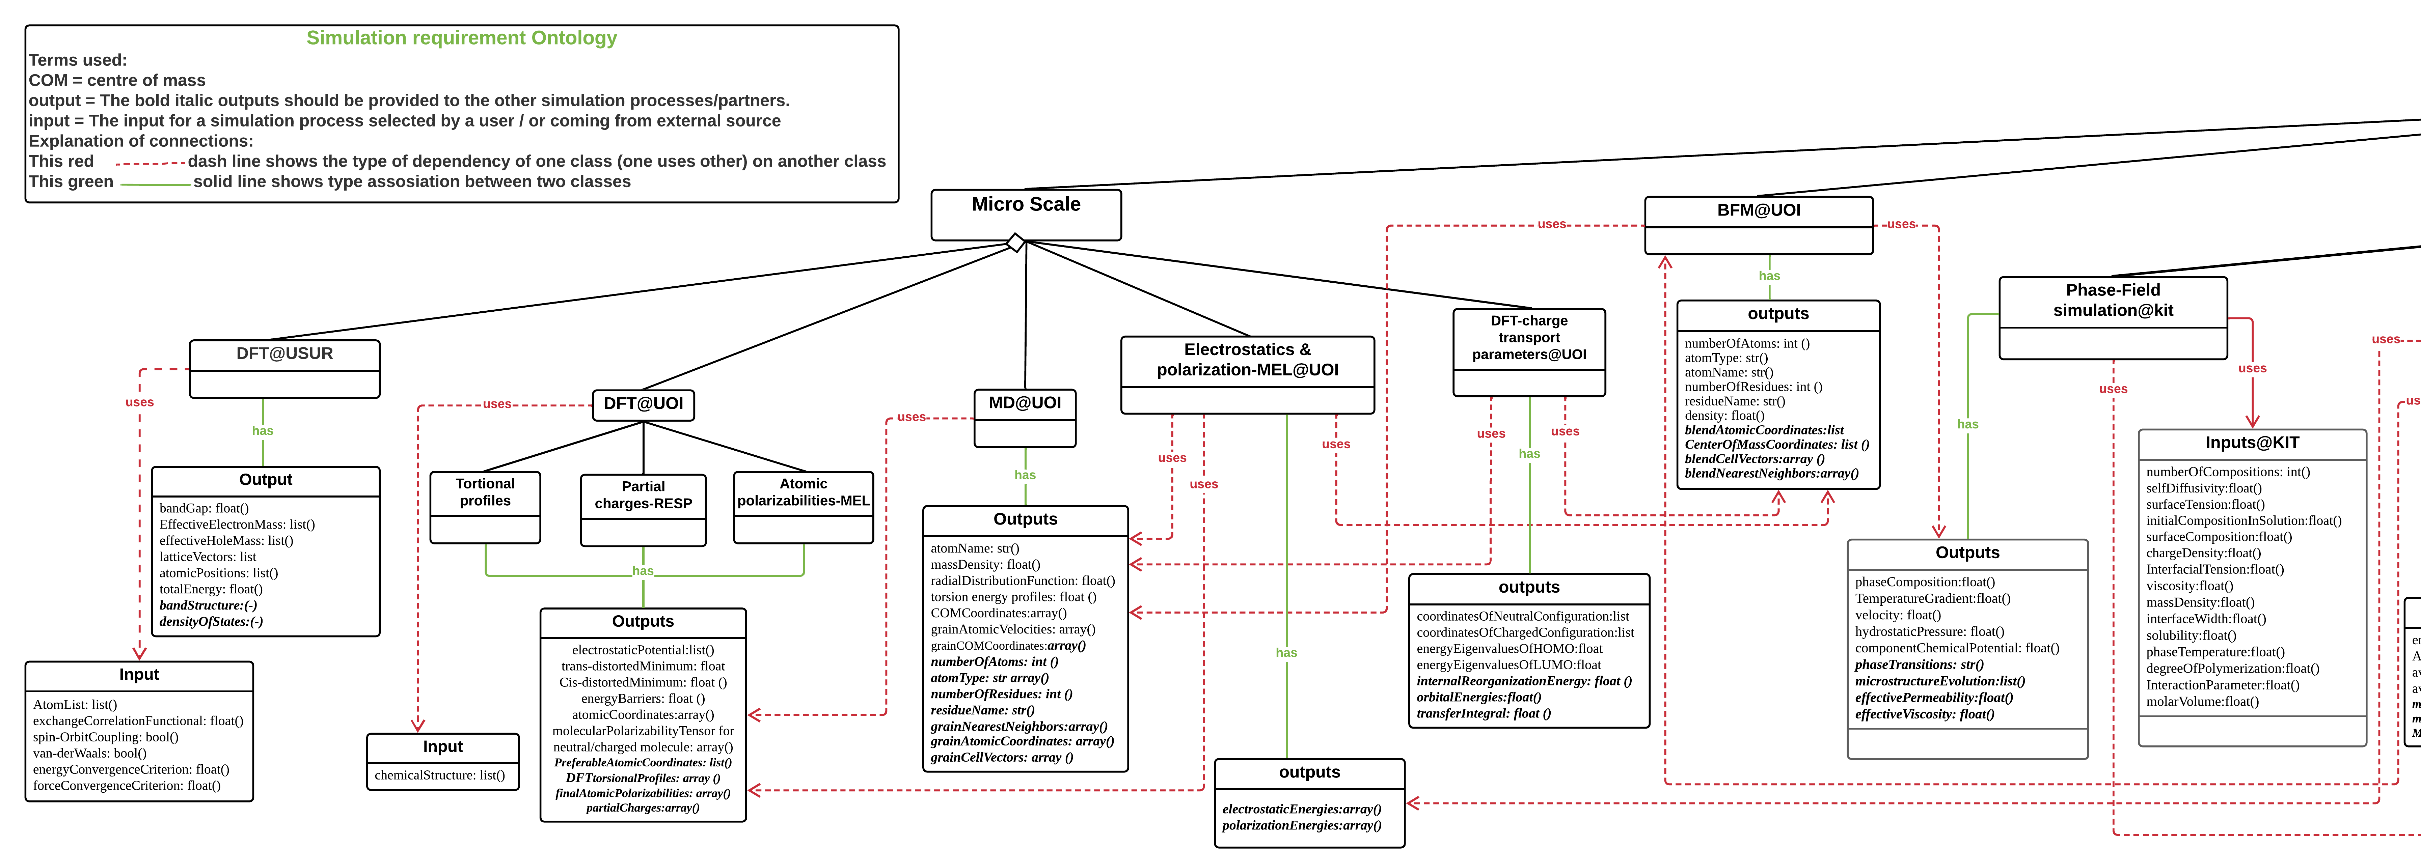 Simulation requirement Ontology
Terms used:
COM = centre of mass
output = The bold italic outputs should be provided to the other simulation processes/partners.
input = The input for a simulation process selected by a user / or coming from external source
Explanation of connections:
This red dash line shows the type of dependency of one class (one uses other) on another class
This green solid line shows type assosiation between two classes
Micro Scale
DFT@USUR
uses
has
Output
bandGap: float()
EffectiveElectronMass: list()
effectiveHoleMass: list()
latticeVectors: list
atomicPositions: list()
totalEnergy: float()
bandStructure:(-)
densityOfStates:(-)
Input
AtomList: list()
exchangeCorrelationFunctional: float()
spin-OrbitCoupling: bool()
van-derWaals: bool()
energyConvergenceCriterion: float()
forceConvergenceCriterion: float()
DFT@UOI
uses
Tortional
profiles
Partial
charges-RESP
Atomic
polarizabilities-MEL
has
Input
chemicalStructure: list()
Outputs
electrostaticPotential:list()
trans-distortedMinimum: float
Cis-distortedMinimum: float ()
energyBarriers: float ()
atomicCoordinates:array()
molecularPolarizabilityTensor for
neutral/charged molecule: array()
PreferableAtomicCoordinates: list()
DFTtorsionalProfiles: array ()
finalAtomicPolarizabilities: array()
partialCharges:array()
MD@UOI
uses
has
Outputs
atomName: str()
massDensity: float()
radialDistributionFunction: float()
torsion energy profiles: float ()
COMCoordinates:array()
grainAtomicVelocities: array()
grainCOMCoordinates:array()
numberOfAtoms: int ()
atomType: str array()
numberOfResidues: int ()
residueName: str()
grainNearestNeighbors:array()
grainAtomicCoordinates: array()
grainCellVectors: array ()
Electrostatics &
polarization-MEL@UOI
uses
uses
uses
has
outputs
electrostaticEnergies:array()
polarizationEnergies:array()
DFT-charge
transport
parameters@UOI
uses
has
uses
outputs
coordinatesOfNeutralConfiguration:list
coordinatesOfChargedConfiguration:list
energyEigenvaluesOfHOMO:float
energyEigenvaluesOfLUMO:float
internalReorganizationEnergy: float ()
orbitalEnergies:float()
transferIntegral: float ()
BFM@UOI
uses
uses
has
outputs
numberOfAtoms: int ()
atomType: str()
atomName: str()
numberOfResidues: int ()
residueName: str()
density: float()
blendAtomicCoordinates:list
CenterOfMassCoordinates: list ()
blendCellVectors:array ()
blendNearestNeighbors:array()
Phase-Field
simulation@kit
has
uses
uses
Outputs
phaseComposition:float()
TemperatureGradient:float()
velocity: float()
hydrostaticPressure: float()
componentChemicalPotential: float()
phaseTransitions: str()
microstructureEvolution:list()
effectivePermeability:float()
effectiveViscosity: float()
Inputs@KIT
numberOfCompositions: int()
selfDiffusivity:float()
surfaceTension:float()
initialCompositionInSolution:float()
surfaceComposition:float()
chargeDensity:float()
InterfacialTension:float()
viscosity:float()
massDensity:float()
interfaceWidth:float()
solubility:float()
phaseTemperature:float()
degreeOfPolymerization:float()
InteractionParameter:float()
molarVolume:float()
uses
us